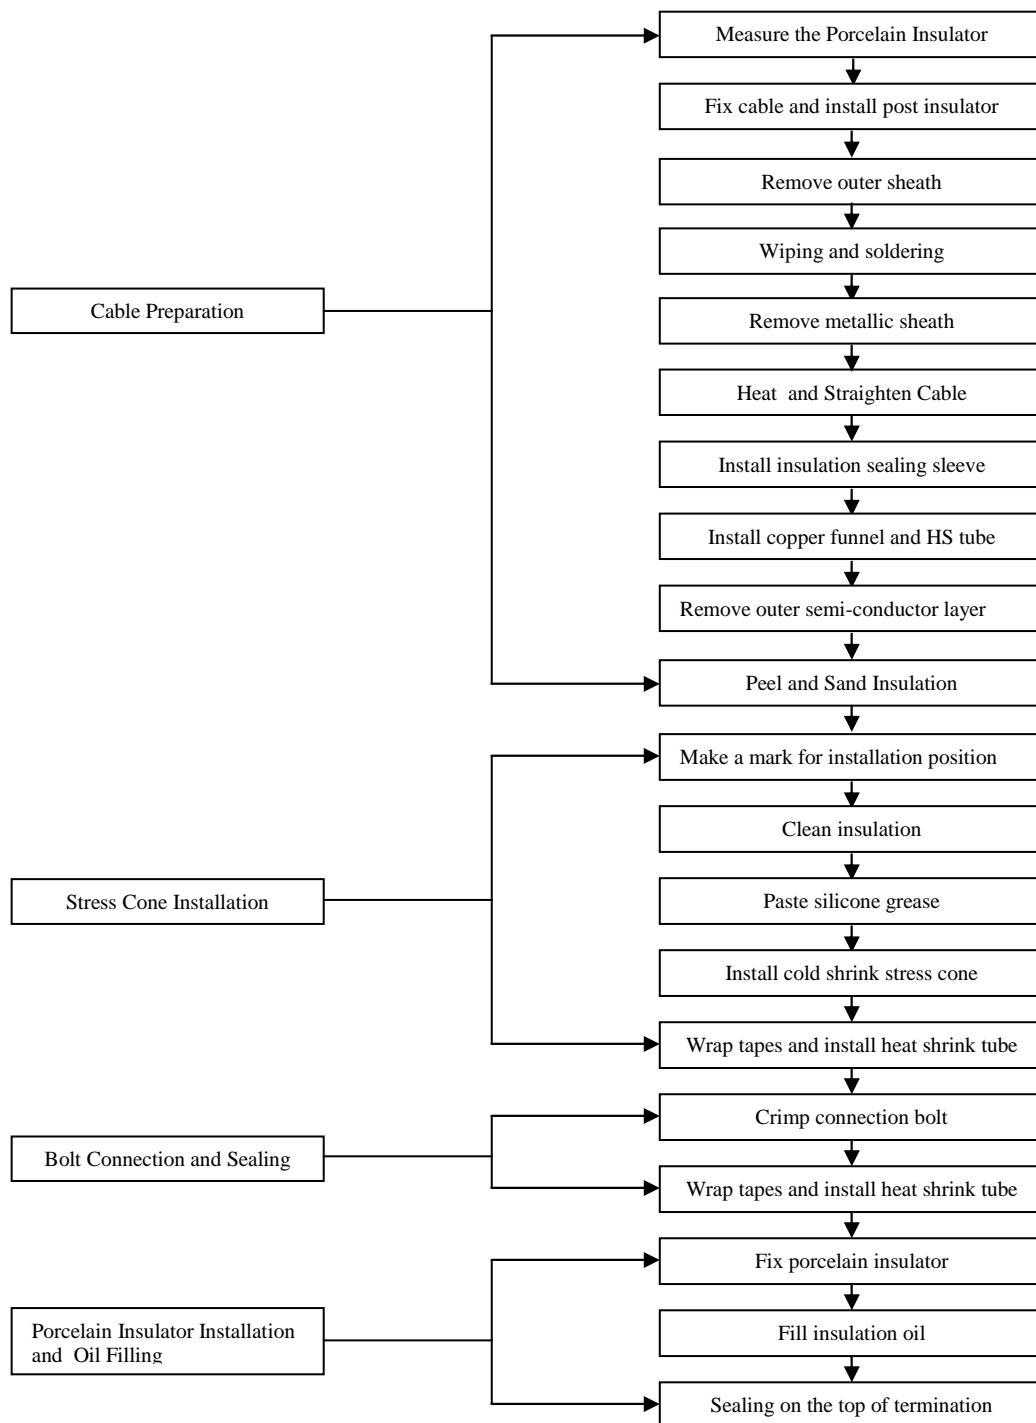 Measure the Porcelain Insulator
Fix cable and install post insulator
Remove outer sheath
Wiping and soldering
Cable Preparation
Remove metallic sheath
Heat and Straighten Cable
Install insulation sealing sleeve
Install copper funnel and HS tube
Remove outer semi-conductor layer
Peel and Sand Insulation
Make a mark for installation position
Clean insulation
Stress Cone Installation
Paste silicone grease
Install cold shrink stress cone
Wrap tapes and install heat shrink tube
Crimp connection bolt
Bolt Connection and Sealing
Wrap tapes and install heat shrink tube
Fix porcelain insulator
Porcelain Insulator Installation
and Oil Filling
Fill insulation oil
Sealing on the top of termination